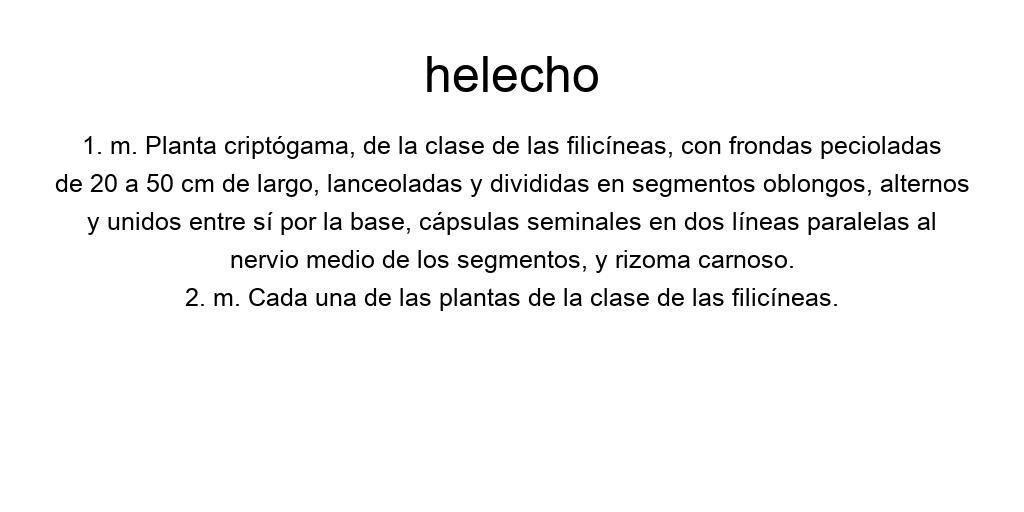 helecho
1. m. Planta criptógama, de la clase de las filicíneas, con frondas pecioladas
de 20 a 50 cm de largo, lanceoladas y divididas en segmentos oblongos, alternos
y unidos entre sí por la base, cápsulas seminales en dos líneas paralelas al
nervio medio de los segmentos, y rizoma carnoso.
2. m. Cada una de las plantas de la clase de las filicíneas.